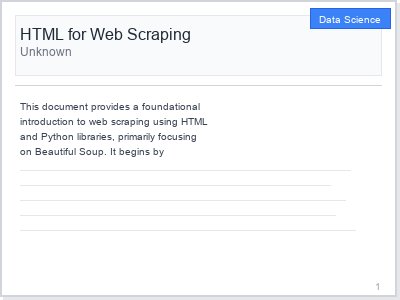 Data Science
HTML for Web Scraping
Unknown
This document provides a foundational
introduction to web scraping using HTML
and Python libraries, primarily focusing
on Beautiful Soup. It begins by
1